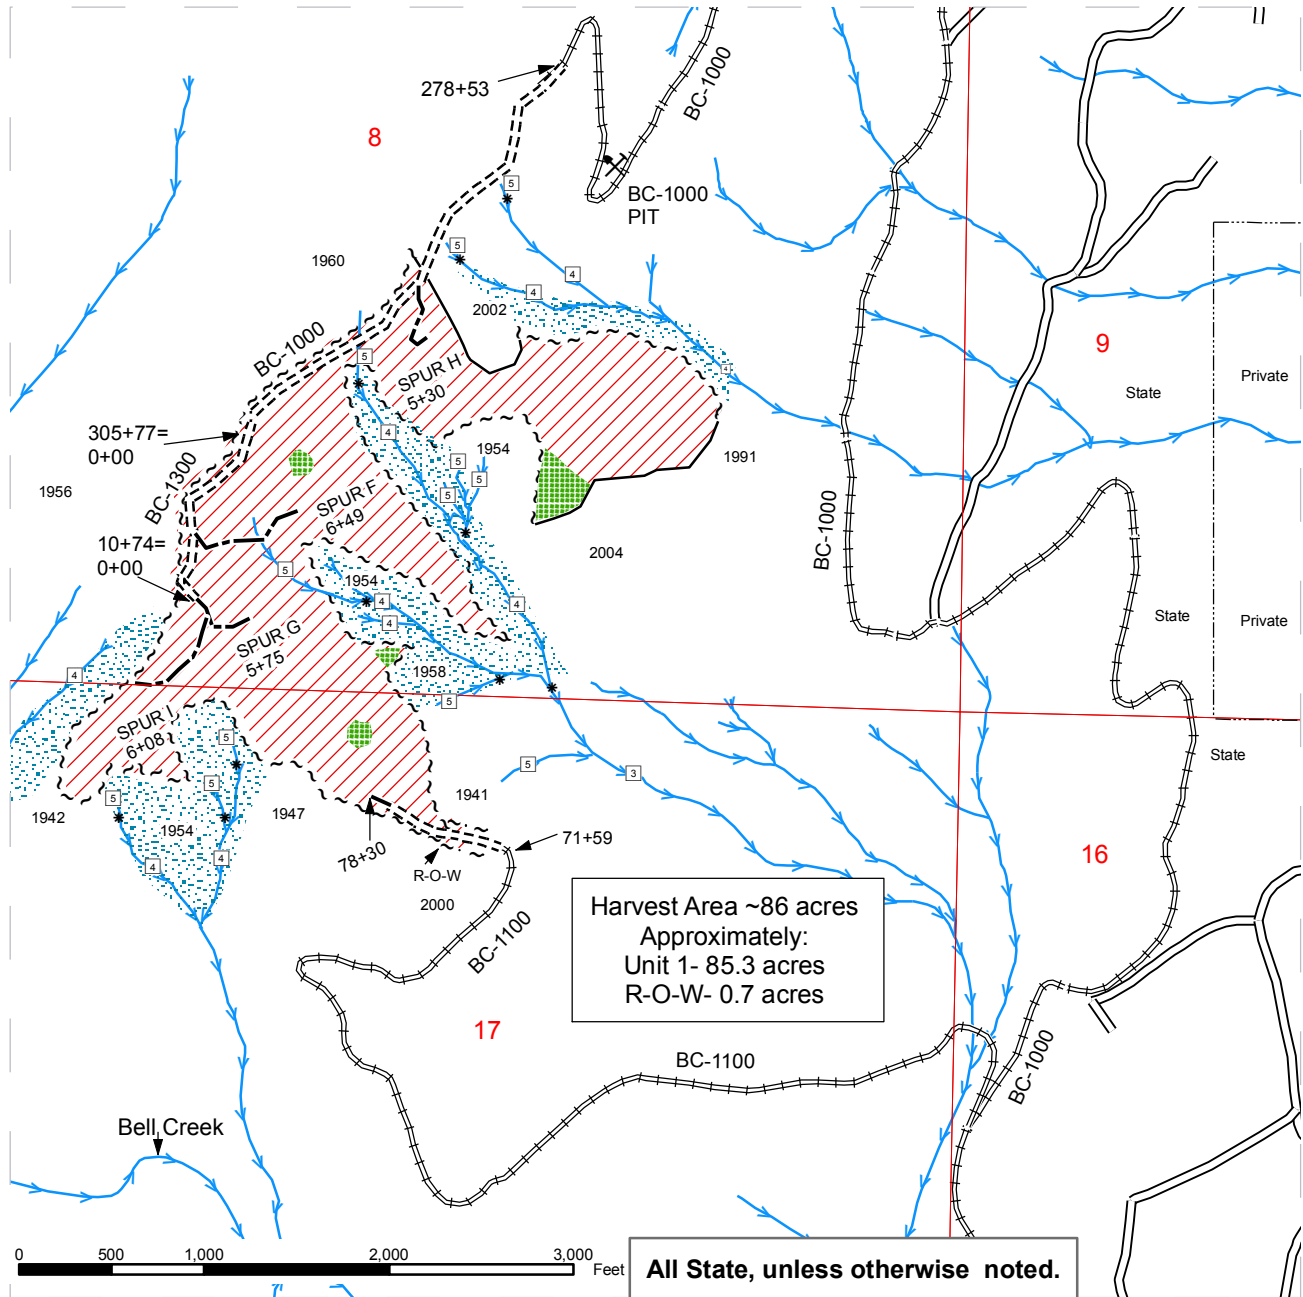 278+53
BC-1000
8
BC-1000
PIT
5
5
4
4
1960
2002
BC-1000
9
5
SPUR H
5+30
4
State
Private
305+77=
0+00
4
1954
5
5
5
1991
1956
BC-1300
SPUR F
6+49
BC-1000
10+74=
0+00
2004
5
1954
4
4
4
State
Private
SPUR G
5+75
1958
4
5
SPUR I
6+08
5
5
5
State
5
3
1942
1954
1947
1941
4
4
78+30
71+59
R-O-W
2000
16
BC-1100
Harvest Area ~86 acres
Approximately:
Unit 1- 85.3 acres
R-O-W- 0.7 acres
17
BC-1100
BC-1000
Bell Creek
0 500 1,000 2,000 3,000
Feet
All State, unless otherwise noted.